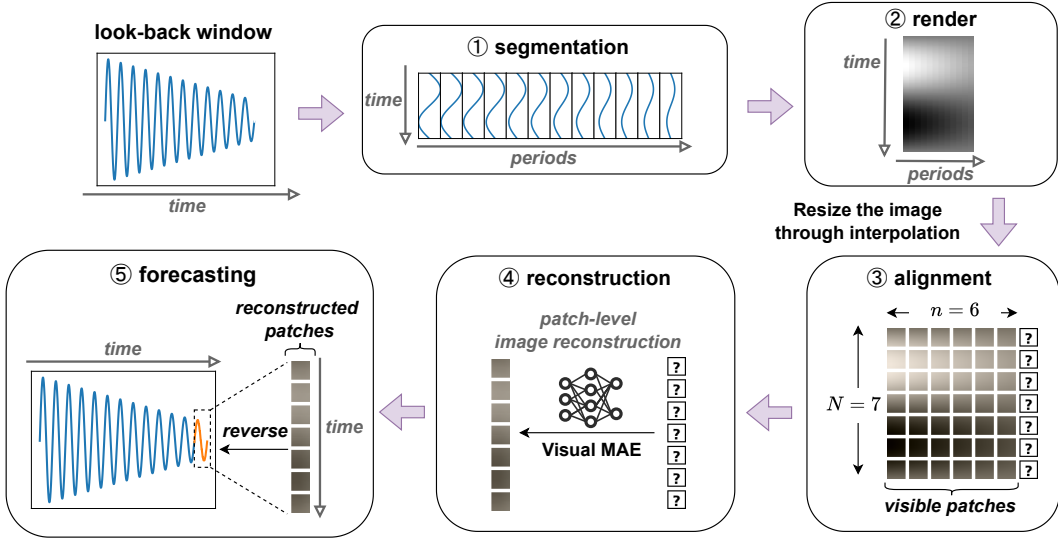 look-back window
time
① segmentation
time
periods
② render
time
periods
Resize the image
through interpolation
③ alignment
n = 6
N = 7
?
?
?
?
?
?
?
visible patches
④ reconstruction
patch-level
image reconstruction
?
?
?
?
?
?
?
Visual MAE
⑤ forecasting
reconstructed
patches
time
reverse
time